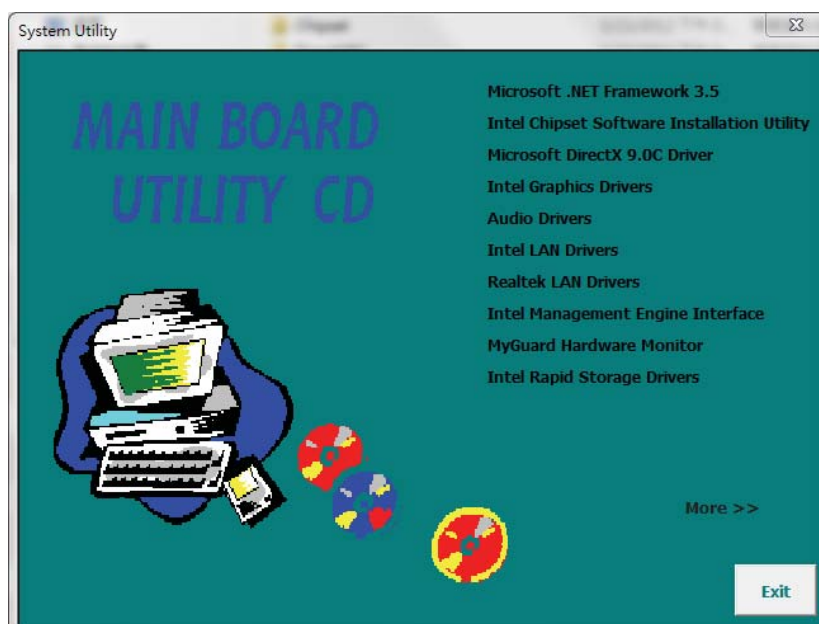 System Utility
MAIN BOARD
UTILITY CD
Microsoft .NET Framework 3.5
Intel Chipset Software Installation Utility
Microsoft DirectX 9.0C Driver
Intel Graphics Drivers
Audio Drivers
Intel LAN Drivers
Realtek LAN Drivers
Intel Management Engine Interface
MyGuard Hardware Monitor
Intel Rapid Storage Drivers
More >>
Exit